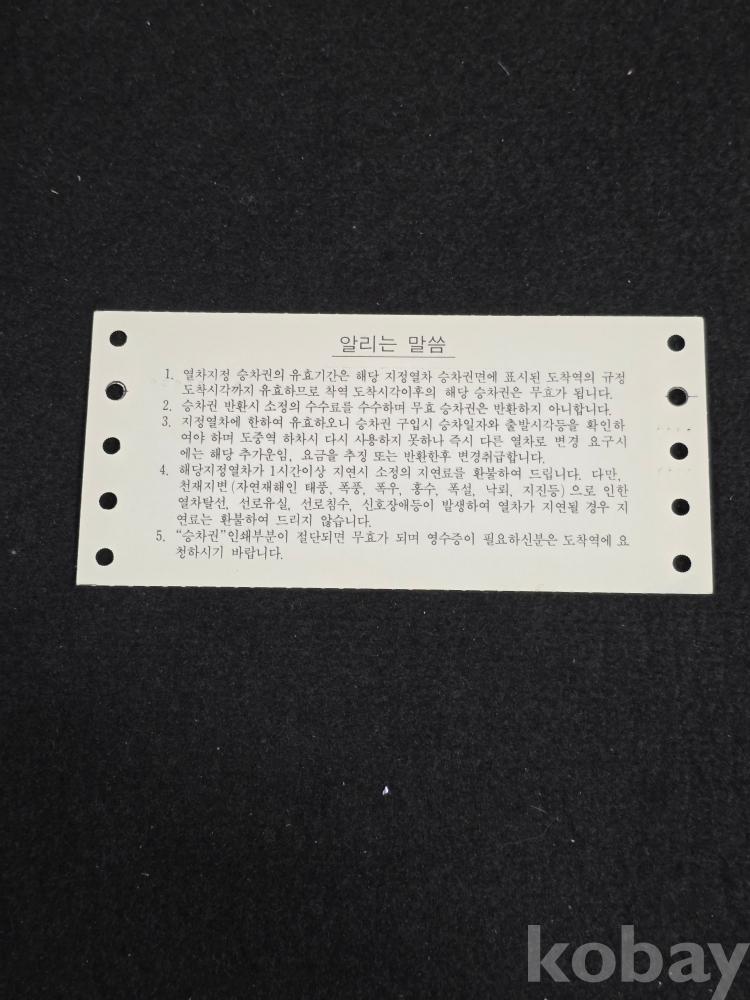 알리는 말씀
1. 열차지정 승차권의 유효기간은 해당 지정열차 승차권면에 표시된 도착역의 규정
도착시각까지 유효하므로 착역 도착시각이후의 해당 승차권은 무효가 됩니다.
2. 승차권 반환시 소정의 수수료를 수수하며 무효 승차권은 반환하지 아니합니다.
3. 지정열차에 한하여 유효하오니 승차권 구입시 승차일자와 출발시각등을 확인하
여야 하며 도중역 하차시 다시 사용하지 못하나 즉시 다른 열차로 변경 요구시
에는 해당 추가운임, 요금을 추징 또는 반환한후 변경취급합니다.
4. 해당지정열차가 1시간이상 지연시 소정의 지연료를 환불하여 드립니다. 다만,
천재지변(자연재해인 태풍, 폭풍, 폭우, 홍수, 폭설, 낙뢰, 지진등)으로 인한
열차탈선, 선로유실, 선로침수, 신호장애등이 발생하여 열차가 지연될 경우 지
연료는 환불하여 드리지 않습니다.
5. “승차권”인쇄부분이 절단되면 무효가 되며 영수증이 필요하신분은 도착역에 요
청하시기 바랍니다.
kobay